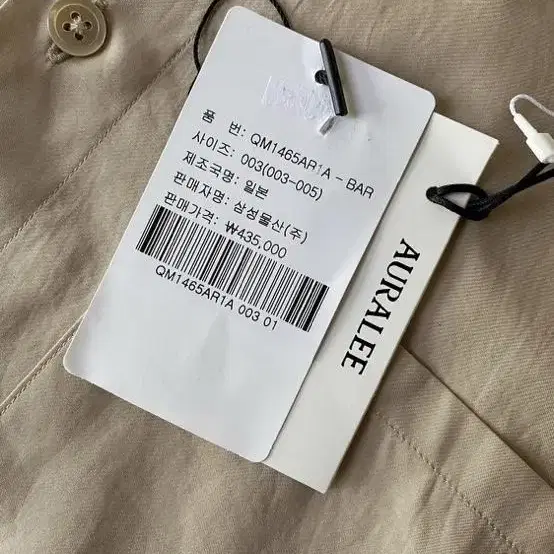 품 번: QM1465AR1A - BAR
사이즈: 003(003-005)
제조국명: 일본
판매자명: 삼성물산(주)
판매가격: ₩435,000
QM1465AR1A 003 01
AURALEE